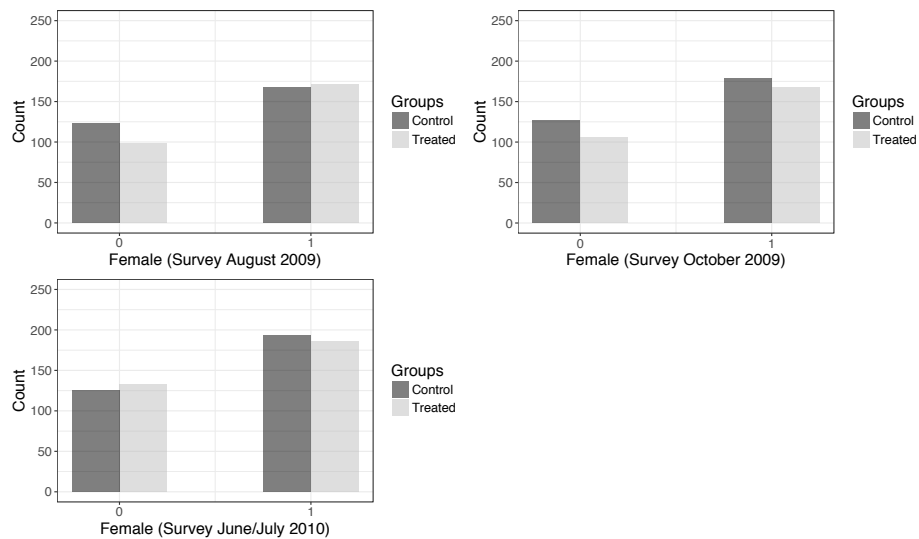 250
200
150
100
50
0
Count
0 1
Female (Survey August 2009)
Groups
Control
Treated
250
200
150
100
50
0
Count
0 1
Female (Survey October 2009)
Groups
Control
Treated
250
200
150
100
50
0
Count
0 1
Female (Survey June/July 2010)
Groups
Control
Treated